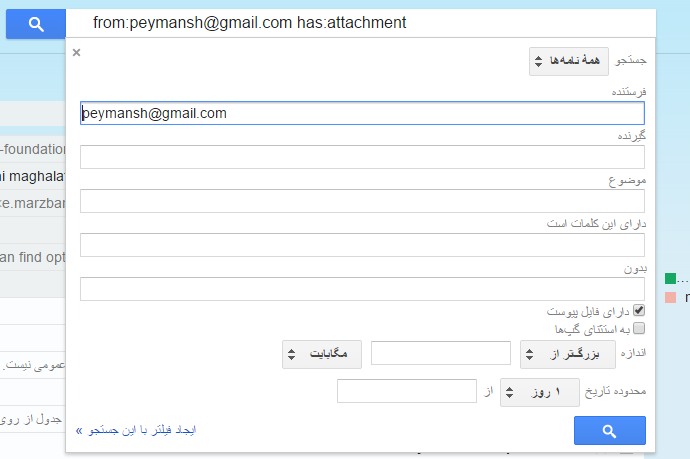 from:peymansh@gmail.com has:attachment
جستجو همهٔ نامه‌ها
فرستنده
peymansh@gmail.com
گیرنده
موضوع
دارای این کلمات است
بدون
دارای فایل پیوست
به استثنای گپ‌ها
اندازه بزرگتر از مگابایت
محدوده تاریخ ۱ روز از
ایجاد فیلتر با این جستجو »
-foundation
maghala
ce.marzbar
an find opt
عمومی نیست.
جدول از روی